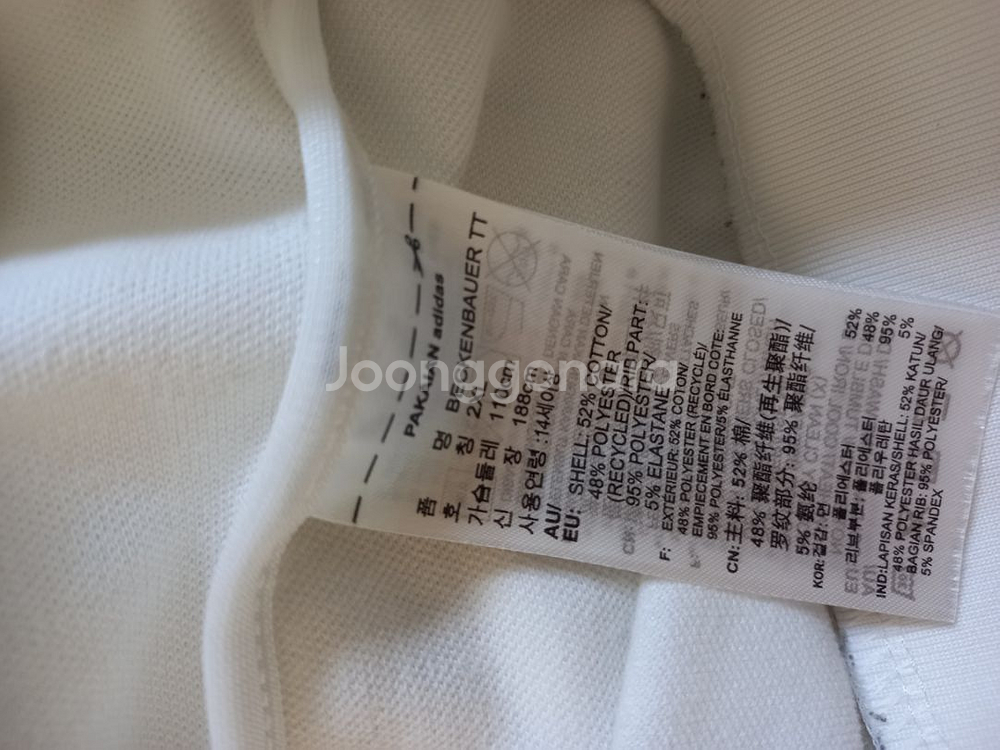 PAKAIAN adidas
품 명 BECKENBAUER TT
호 칭 2XOT
가슴둘레 110cm
신 장 188cm
사용연령 :14세이상
AU/
EU: SHELL: 52% COTTON/
48% POLYESTER
(RECYCLED)/RIB PART:
95% POLYESTER/
5% ELASTANE
F: EXTÉRIEUR: 52% COTON/
48% POLYESTER (RECYCLÉ)/
EMPIECEMENT EN BORD COTE:
95% POLYESTER/5% ELASTHANNE
CN: 主料: 52% 棉/
48% 聚酯纤维(再生聚酯)/
罗纹部分: 95% 聚酯纤维/
5% 氨纶
KOR: 겉감: 면 52%
폴리에스터 48%
리브부분: 폴리에스터 95%
폴리우레탄 5%
IND:LAPISAN KERAS/SHELL: 52% KATUN/
48% POLYESTER HASIL DAUR ULANG/
BAGIAN RIB: 95% POLYESTER/
5% SPANDEX
Joonggonara